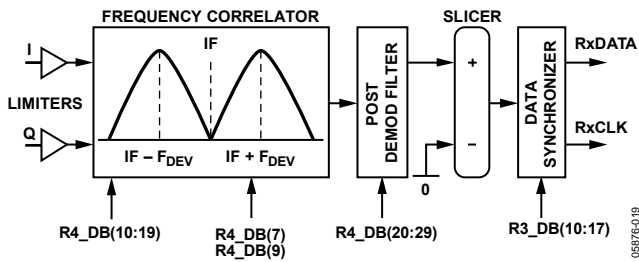 FREQUENCY CORRELATOR
SLICER
I
IF
RxDATA
LIMITERS
POST
DEMOD FILTER
+
DATA
SYNCHRONIZER
Q
–
RxCLK
IF – FDEV
IF + FDEV
0
R4_DB(10:19)
R4_DB(7)
R4_DB(9)
R4_DB(20:29)
R3_DB(10:17)
05876-019